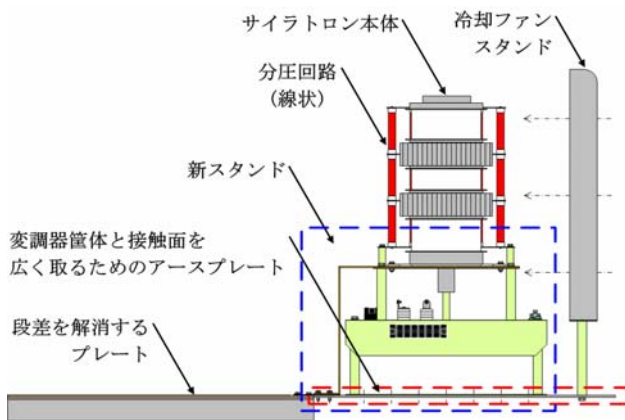 サイラトロン本体
冷却ファン
スタンド
分圧回路
（線状）
新スタンド
変調器筐体と接触面を
広く取るためのアースプレート
段差を解消する
プレート